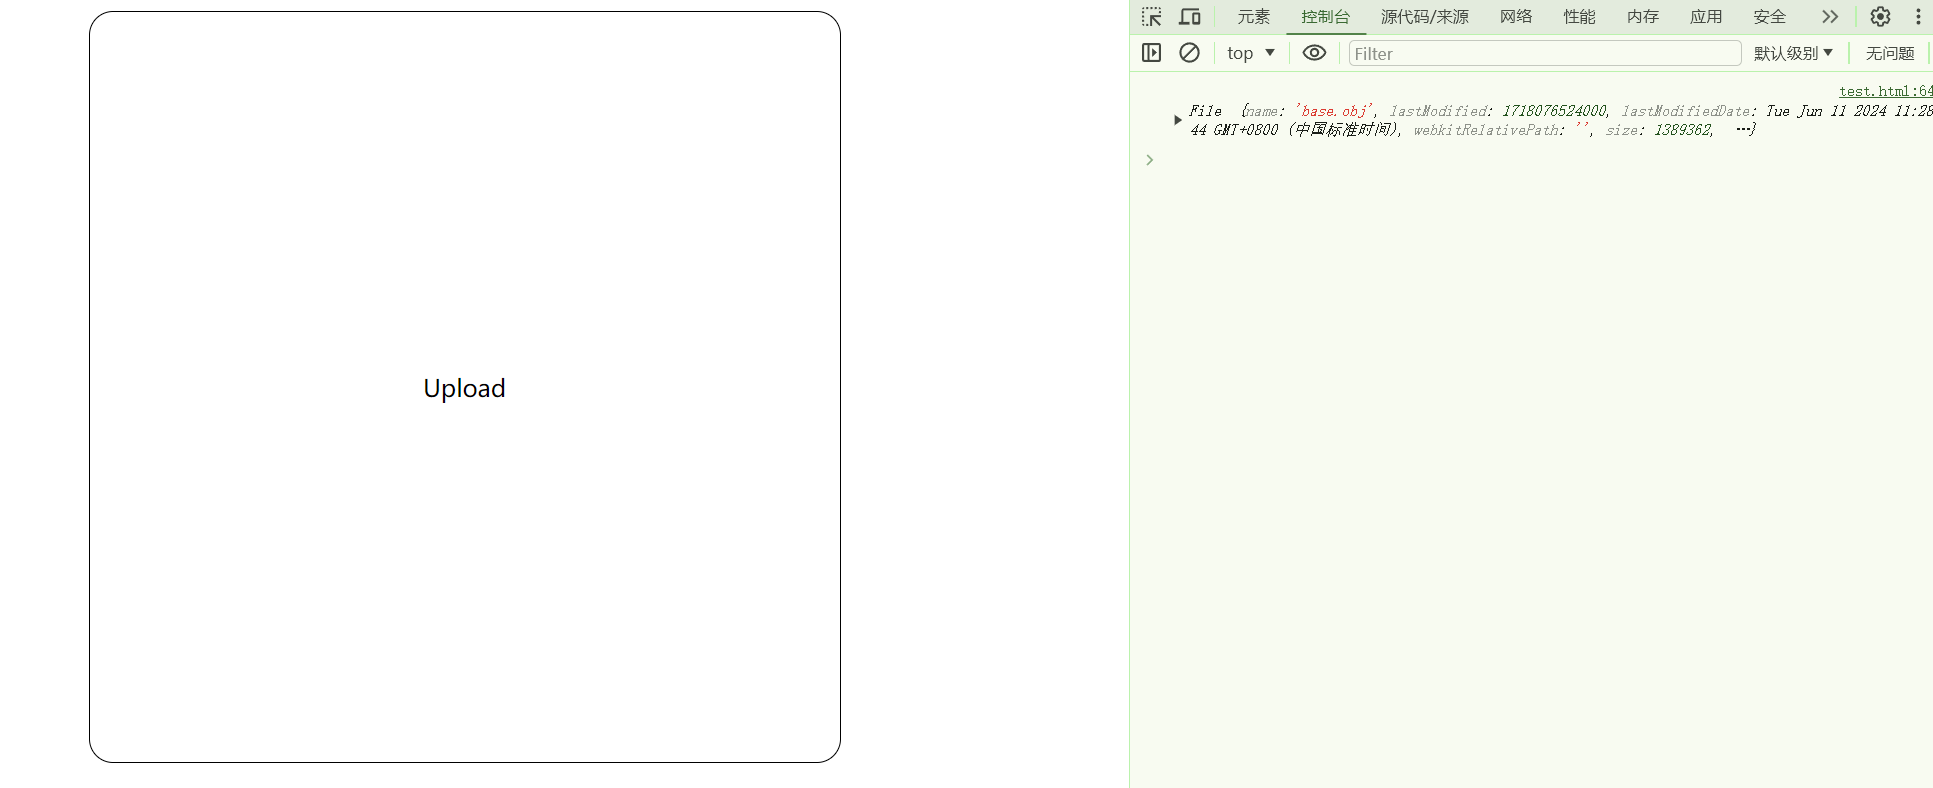 Upload
元素 控制台 源代码/来源 网络 性能 内存 应用 安全
top Filter 默认级别 无问题
test.html:64
File {name: 'base.obj', lastModified: 1718076524000, lastModifiedDate: Tue Jun 11 2024 11:28
44 GMT+0800 (中国标准时间), webkitRelativePath: '', size: 1389362, …}